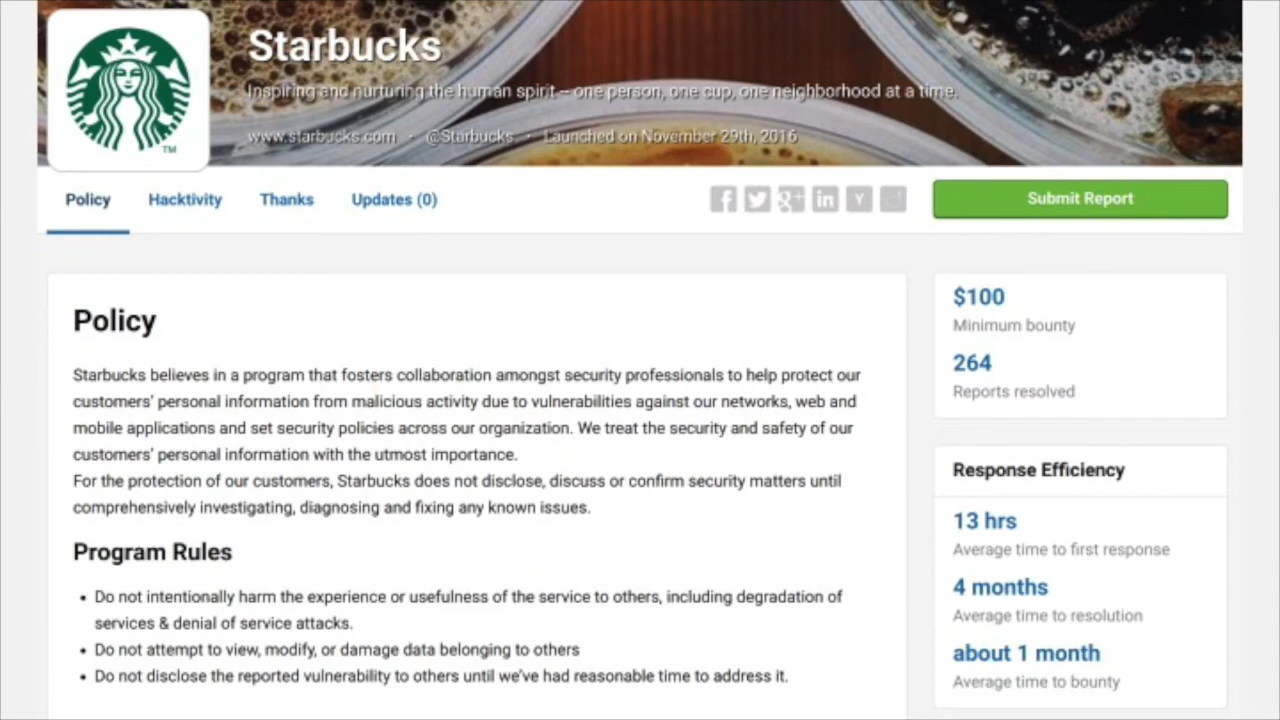 Starbucks
Inspiring and nurturing the human spirit – one person, one cup, one neighborhood at a time.
www.starbucks.com · @Starbucks · Launched on November 29th, 2016
TM
Policy Hacktivity Thanks Updates (0)
Submit Report
Policy
Starbucks believes in a program that fosters collaboration amongst security professionals to help protect our
customers' personal information from malicious activity due to vulnerabilities against our networks, web and
mobile applications and set security policies across our organization. We treat the security and safety of our
customers' personal information with the utmost importance.
For the protection of our customers, Starbucks does not disclose, discuss or confirm security matters until
comprehensively investigating, diagnosing and fixing any known issues.
Program Rules
• Do not intentionally harm the experience or usefulness of the service to others, including degradation of
services & denial of service attacks.
• Do not attempt to view, modify, or damage data belonging to others
• Do not disclose the reported vulnerability to others until we've had reasonable time to address it.
$100
Minimum bounty
264
Reports resolved
Response Efficiency
13 hrs
Average time to first response
4 months
Average time to resolution
about 1 month
Average time to bounty